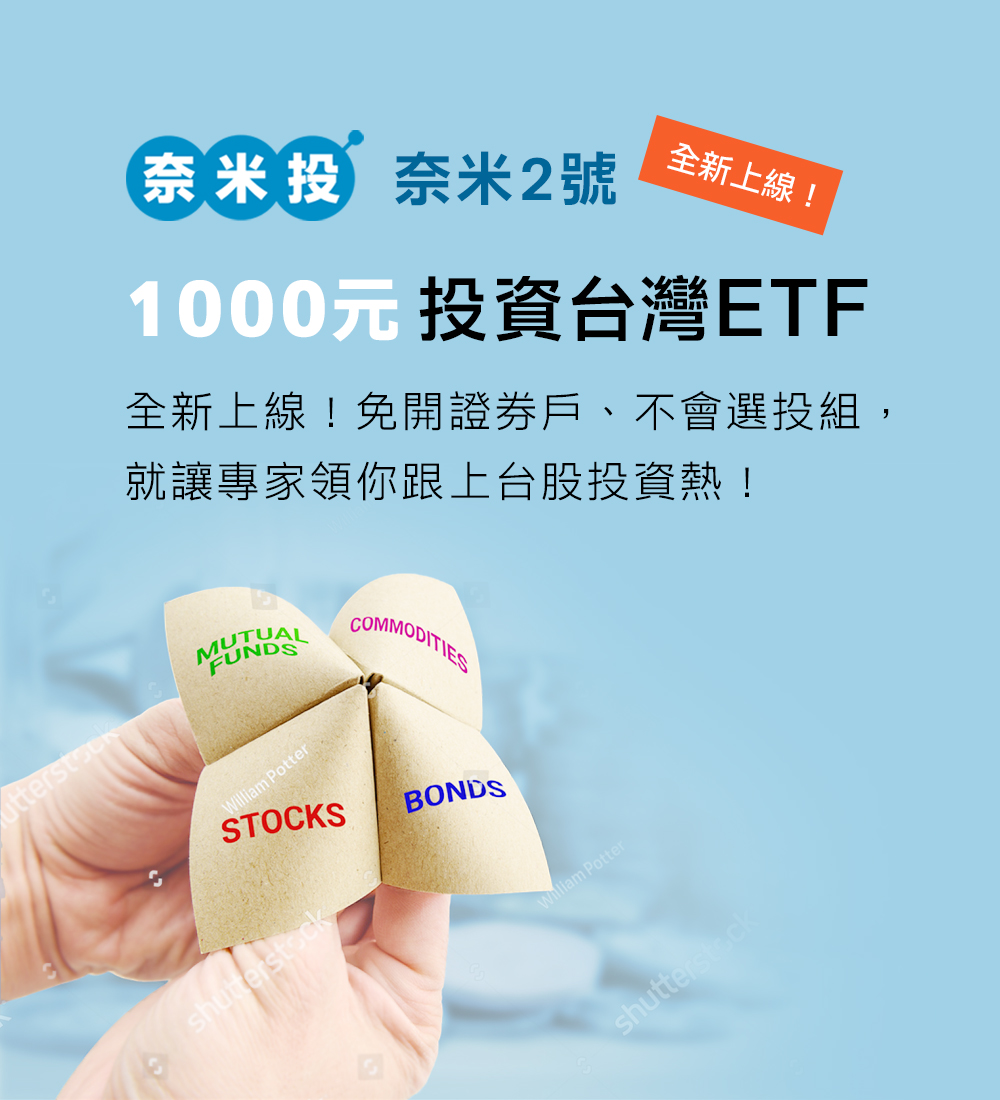 奈米投 奈米2號 全新上線！
1000元 投資台灣ETF
全新上線！免開證券戶、不會選投組，
就讓專家領你跟上台股投資熱！
MUTUAL
FUNDS
COMMODITIES
STOCKS
BONDS
shutterstock
William Potter
William Potter
shutterstock
shutterstock